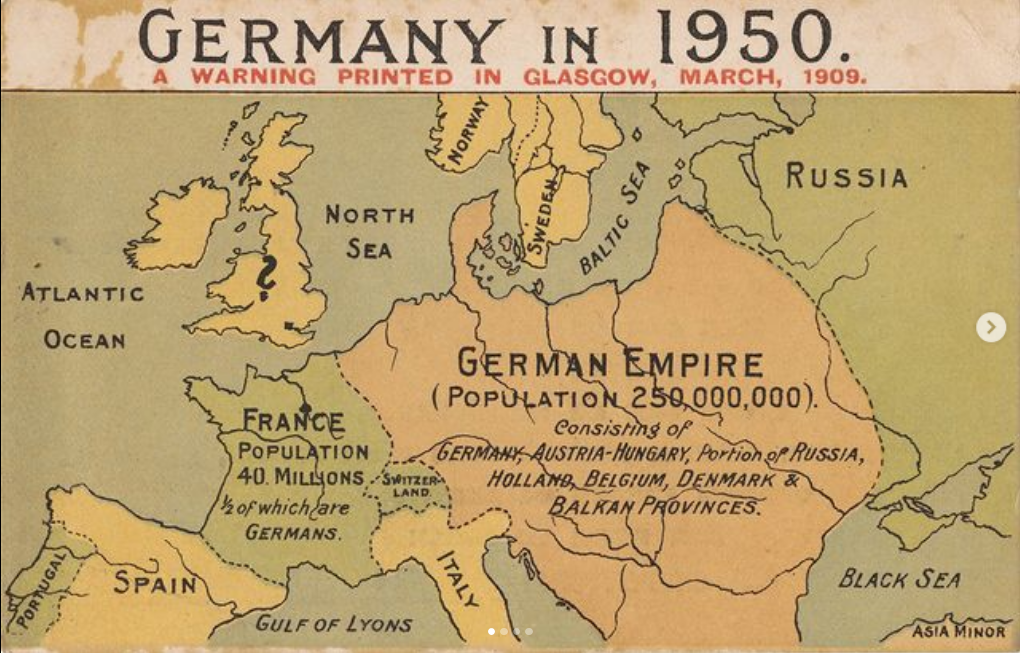 GERMANY IN 1950.
A WARNING PRINTED IN GLASGOW, MARCH, 1909.
NORWAY
SWEDEN
BALTIC SEA
RUSSIA
NORTH
SEA
?
ATLANTIC
OCEAN
GERMAN EMPIRE
(POPULATION 250,000,000).
Consisting of
GERMANY, AUSTRIA-HUNGARY, Portion of RUSSIA,
HOLLAND, BELGIUM, DENMARK &
BALKAN PROVINCES.
FRANCE
POPULATION
40 MILLIONS
½ of which are
GERMANS.
SWITZER-
LAND.
ITALY
PORTUGAL
SPAIN
GULF OF LYONS
BLACK SEA
ASIA MINOR